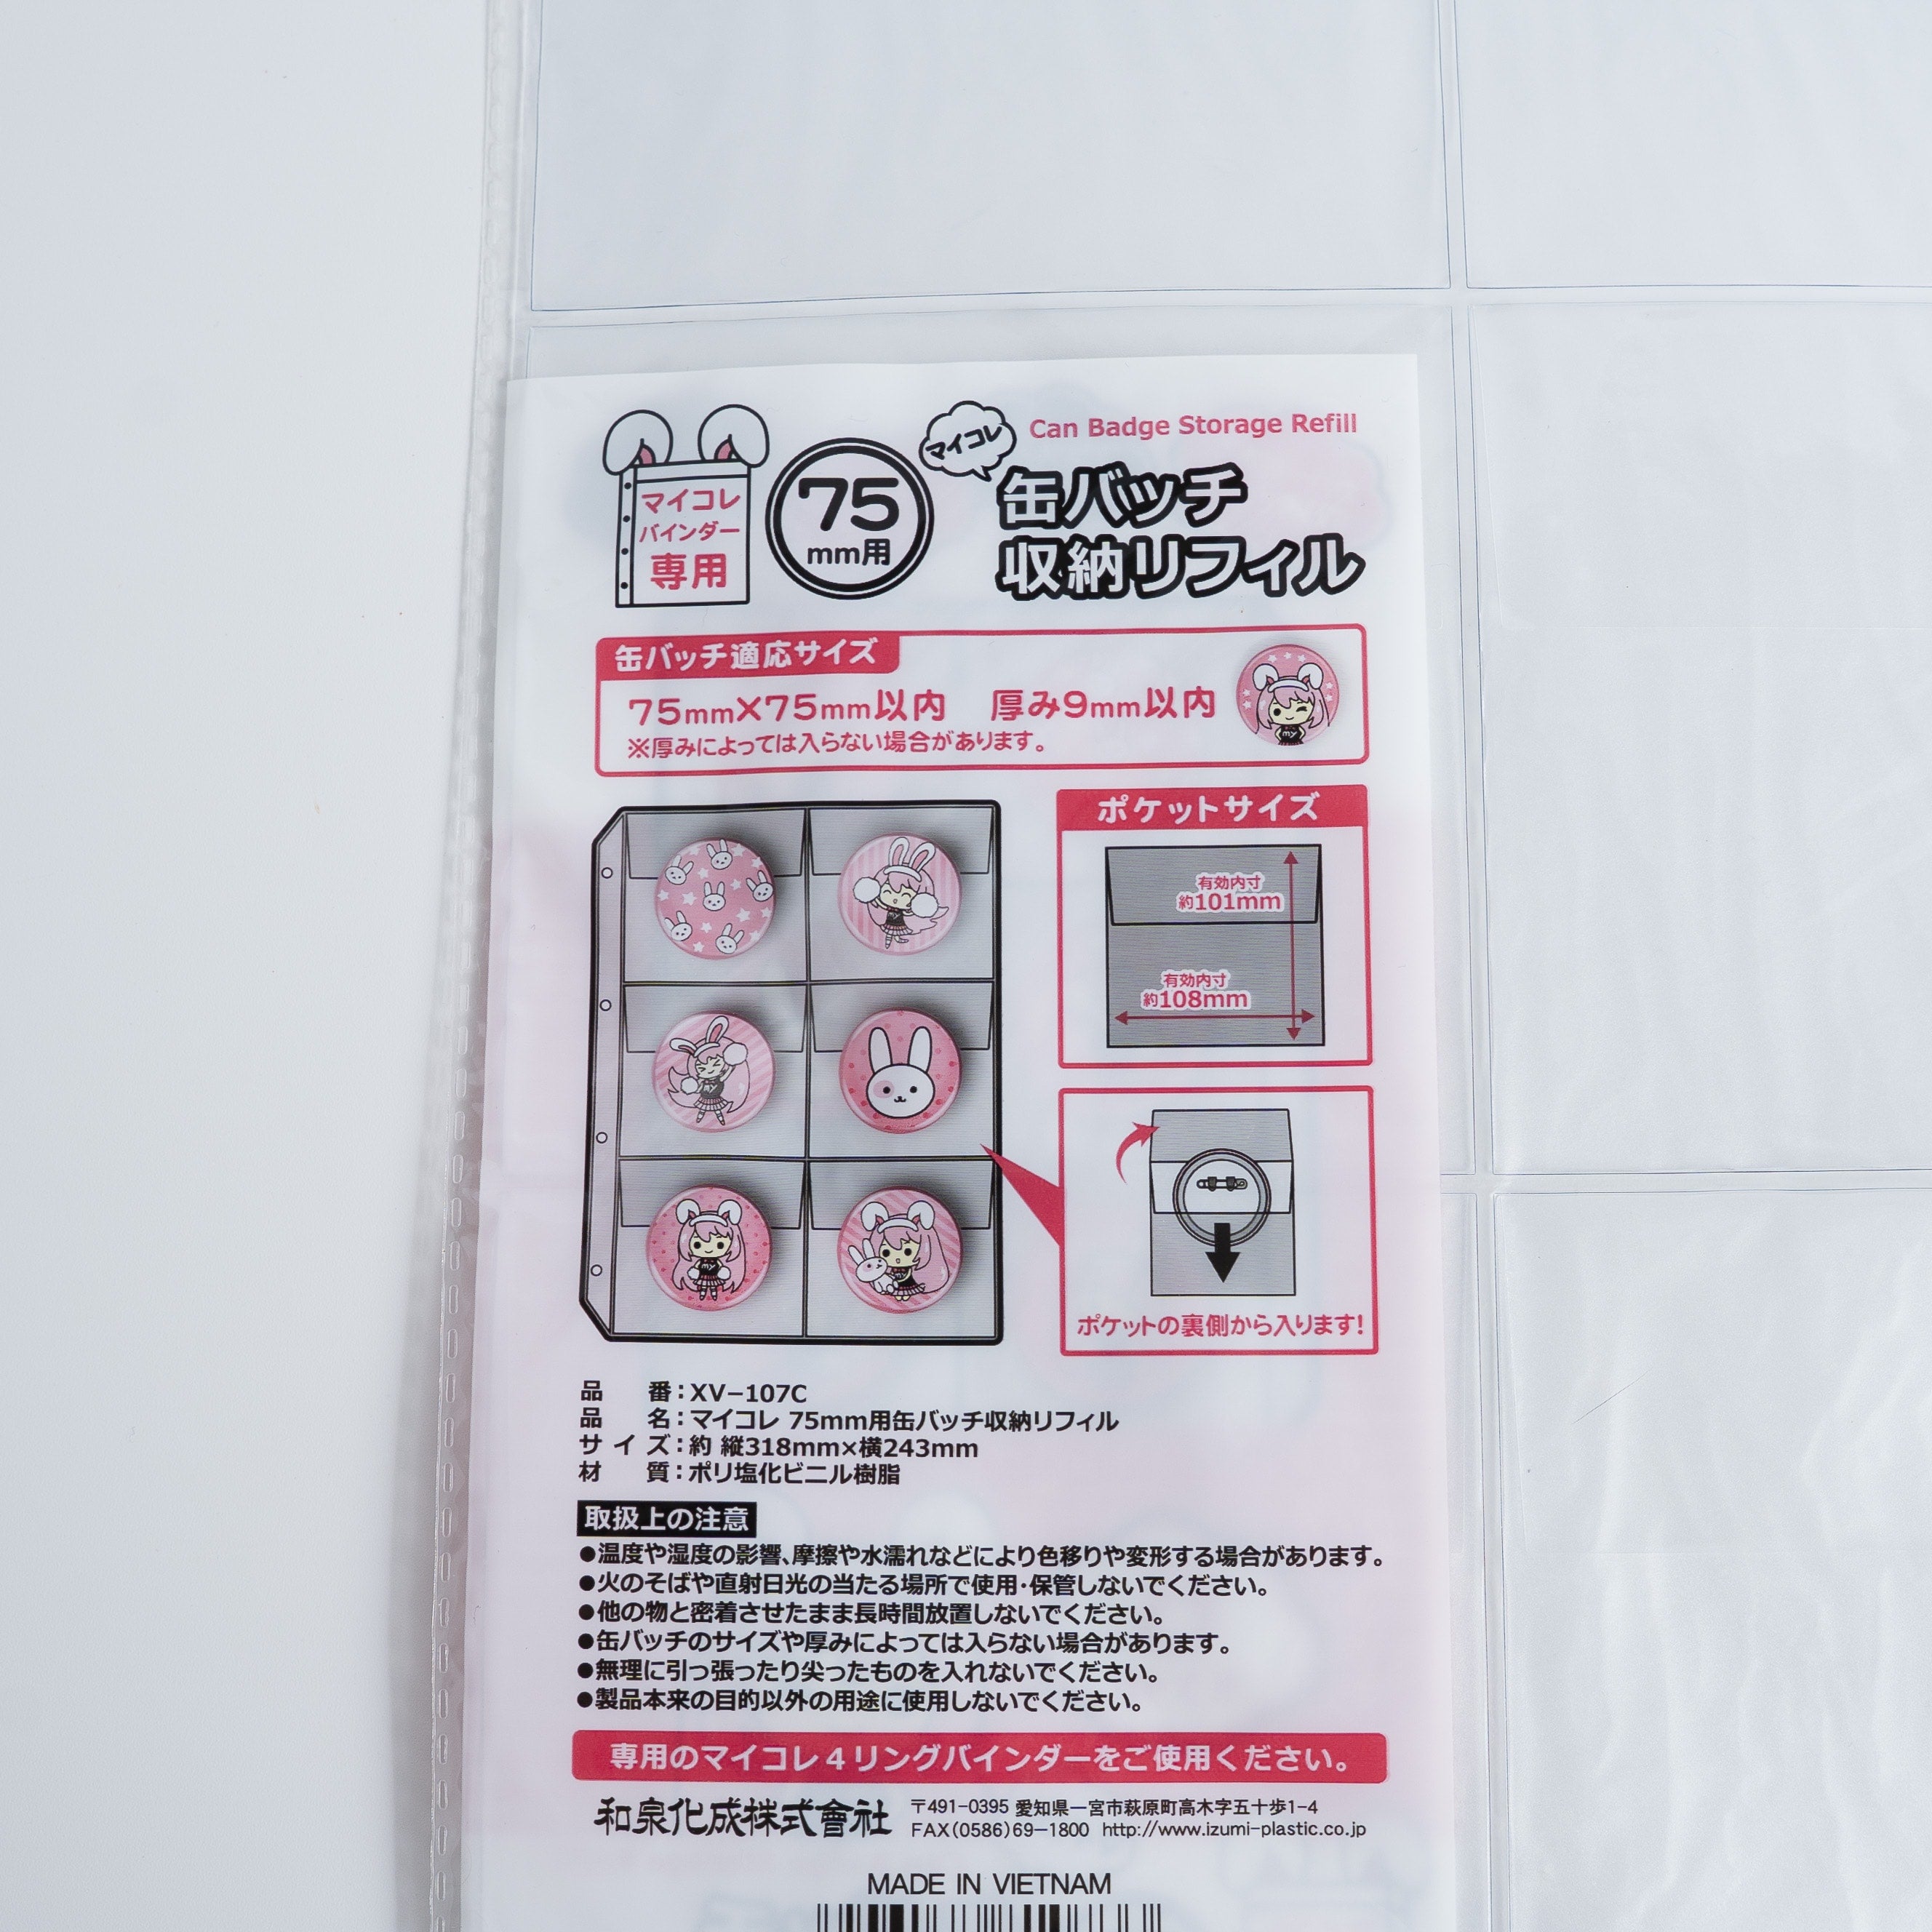 マイコレ
Can Badge Storage Refill
マイコレ
バインダー
専用
75
mm用
缶バッチ
収納リフィル
缶バッチ適応サイズ
75mm×75mm以内 厚み9mm以内
※厚みによっては入らない場合があります。
my
ポケットサイズ
有効内寸
約101mm
有効内寸
約108mm
ポケットの裏側から入ります!
品 番：XV−107C
品 名：マイコレ 75mm用缶バッチ収納リフィル
サイズ：約 縦318mm×横243mm
材 質：ポリ塩化ビニル樹脂
取扱上の注意
●温度や湿度の影響、摩擦や水濡れなどにより色移りや変形する場合があります。
●火のそばや直射日光の当たる場所で使用・保管しないでください。
●他の物と密着させたまま長時間放置しないでください。
●缶バッチのサイズや厚みによっては入らない場合があります。
●無理に引っ張ったり尖ったものを入れないでください。
●製品本来の目的以外の用途に使用しないでください。
専用のマイコレ4リングバインダーをご使用ください。
和泉化成株式會社
〒491-0395 愛知県一宮市萩原町高木字五十歩1-4
FAX(0586)69−1800 http://www.izumi-plastic.co.jp
MADE IN VIETNAM